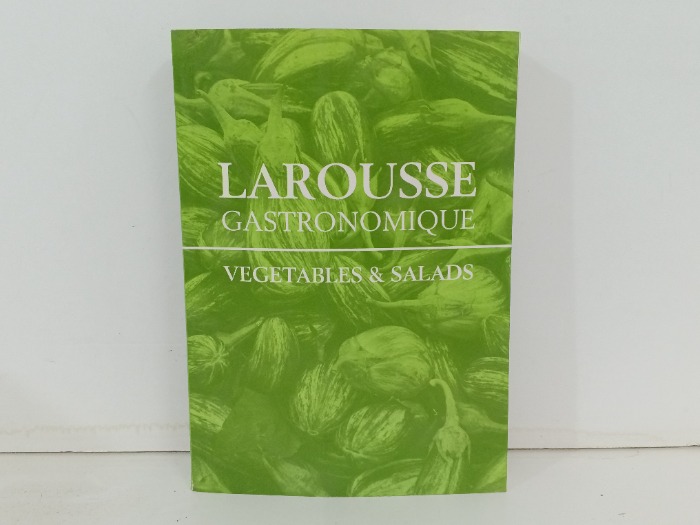 LAROUSSE
GASTRONOMIQUE
VEGETABLES & SALADS